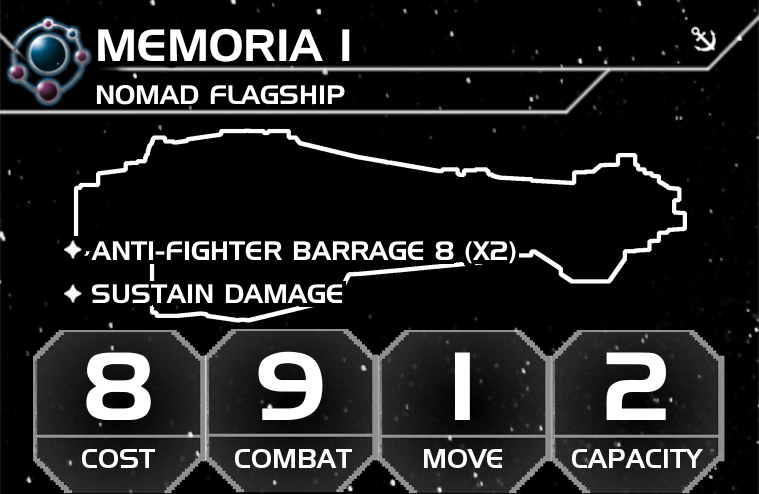 MEMORIA I
NOMAD FLAGSHIP
ANTI-FIGHTER BARRAGE 8 (X2)
SUSTAIN DAMAGE
8 9 1 2
COST COMBAT MOVE CAPACITY